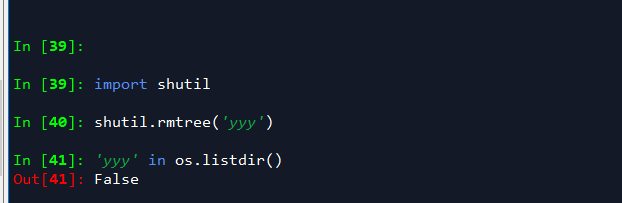 In [39]:
In [39]: import shutil
In [40]: shutil.rmtree('yyy')
In [41]: 'yyy' in os.listdir()
Out[41]: False